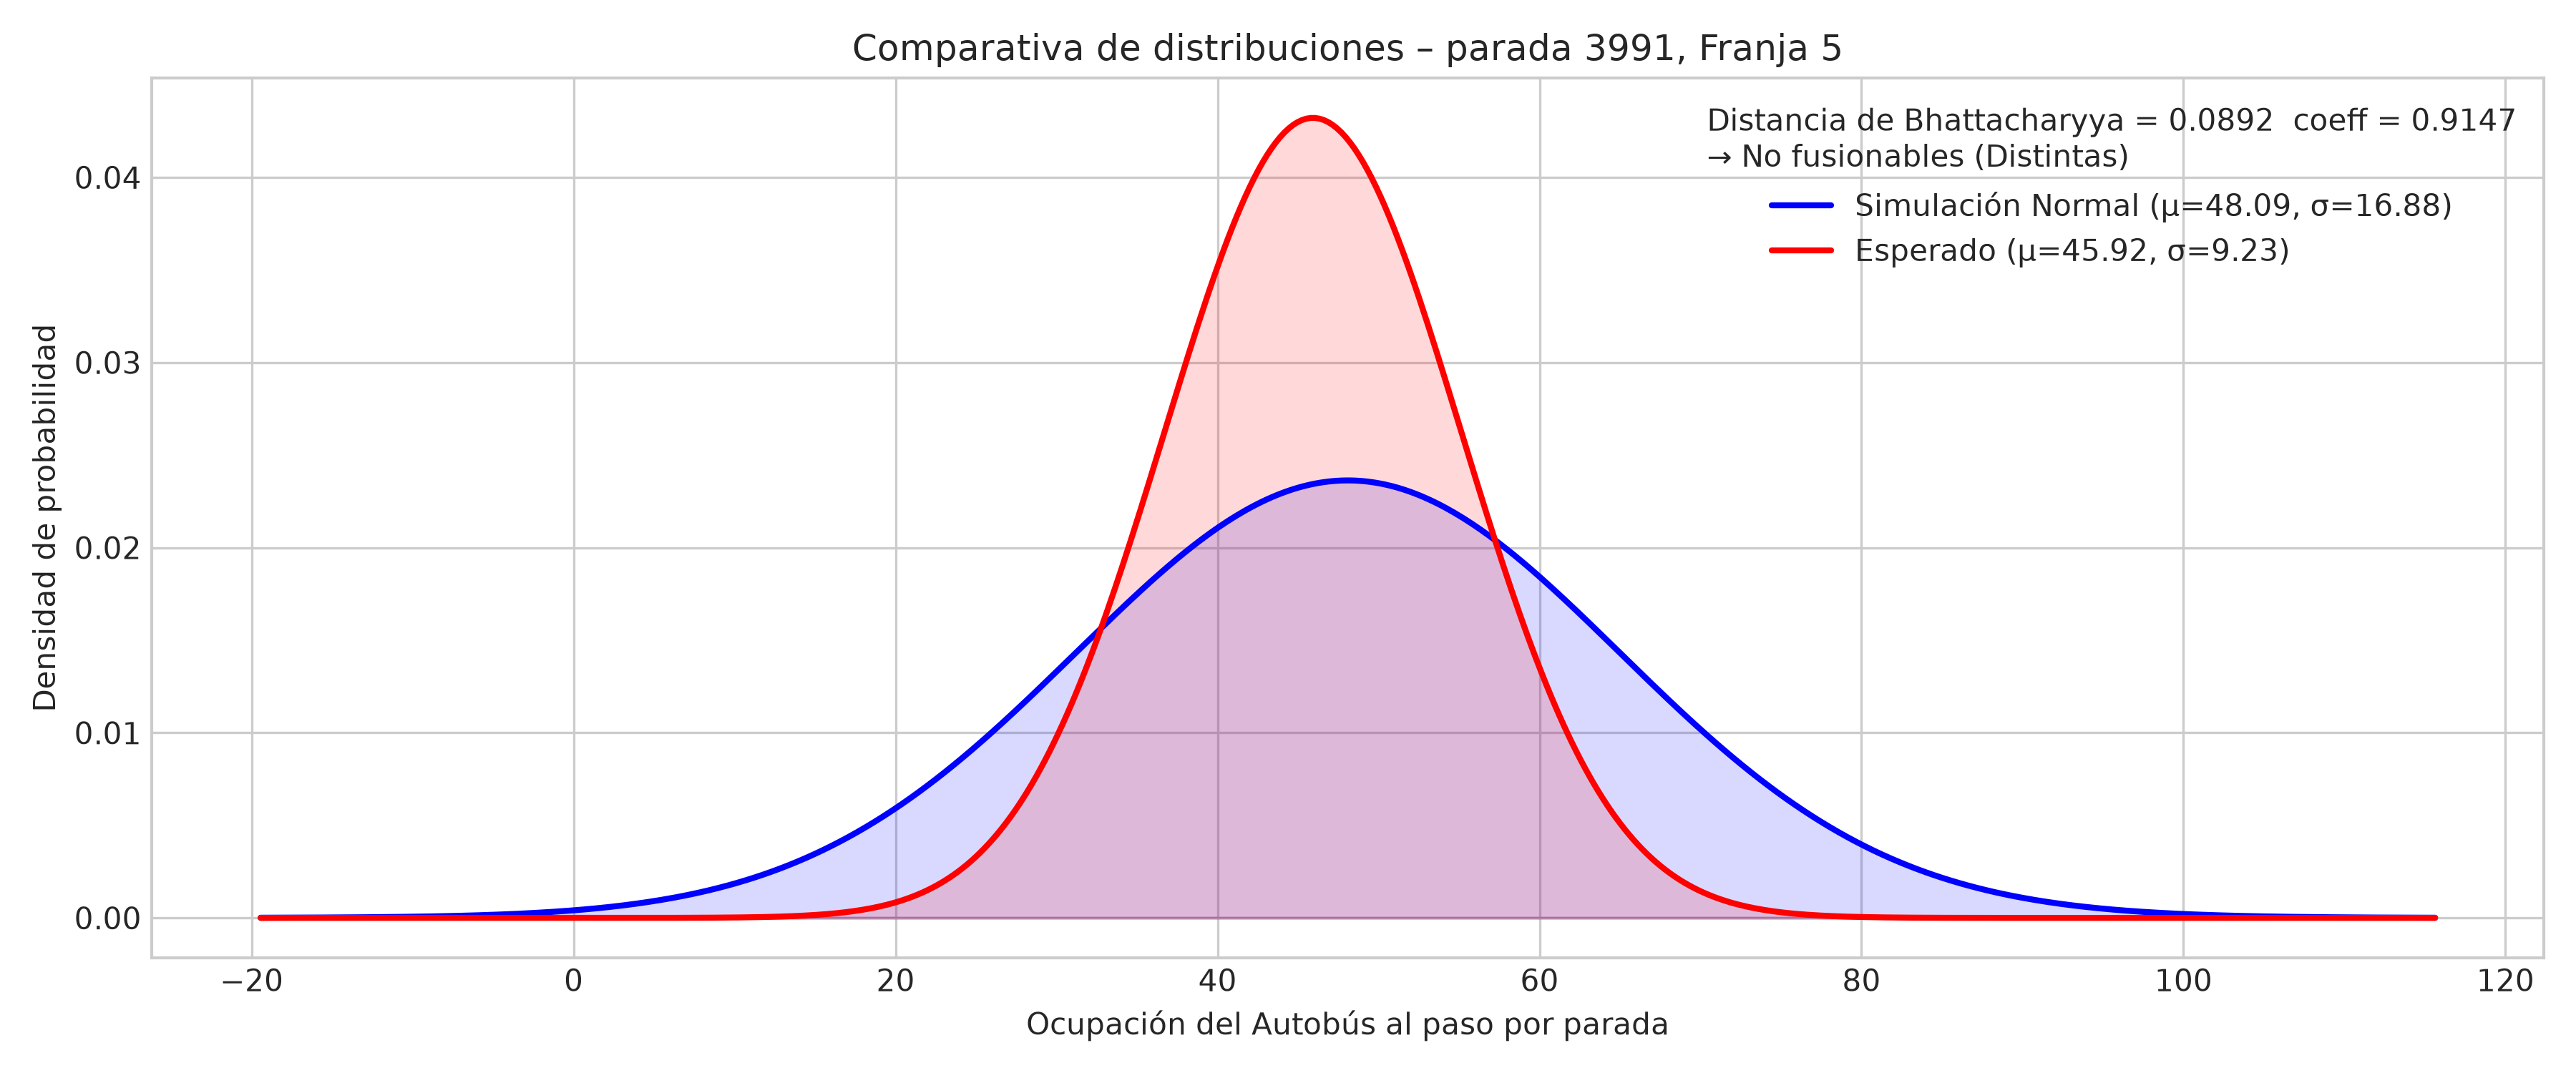 Comparativa de distribuciones – parada 3991, Franja 5
Distancia de Bhattacharyya = 0.0892  coeff = 0.9147
→ No fusionables (Distintas)
Simulación Normal (μ=48.09, σ=16.88)
Esperado (μ=45.92, σ=9.23)
Densidad de probabilidad
0.04
0.03
0.02
0.01
0.00
−20
0
20
40
60
80
100
120
Ocupación del Autobús al paso por parada